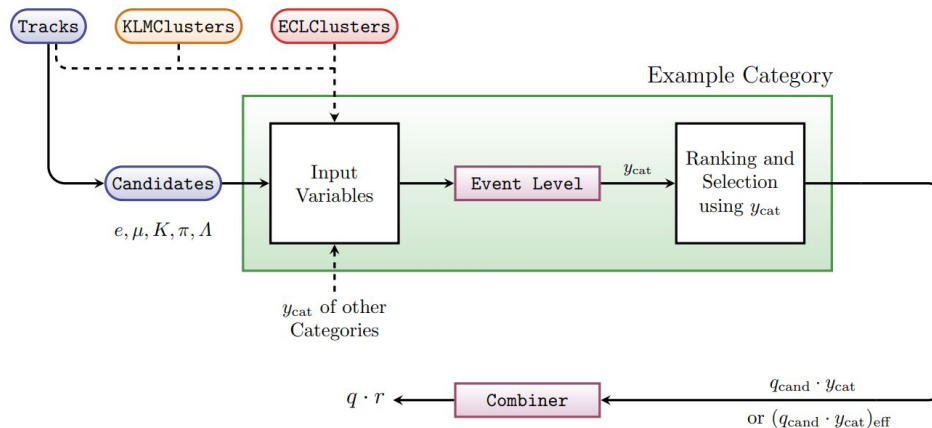 Tracks
KLMClusters
ECLClusters
Example Category
Input
Variables
Candidates
Event Level
y_cat
Ranking and
Selection
using y_cat
e, μ, K, π, Λ
y_cat of other
Categories
q_cand · y_cat
q · r
Combiner
or (q_cand · y_cat)_eff